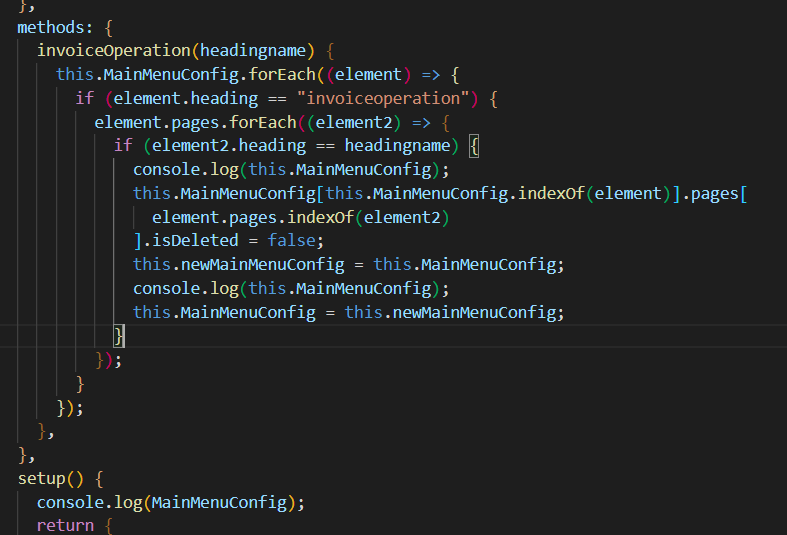 },
methods: {
invoiceOperation(headingname) {
this.MainMenuConfig.forEach((element) => {
if (element.heading == "invoiceoperation") {
element.pages.forEach((element2) => {
if (element2.heading == headingname) {
console.log(this.MainMenuConfig);
this.MainMenuConfig[this.MainMenuConfig.indexOf(element)].pages[
element.pages.indexOf(element2)
].isDeleted = false;
this.newMainMenuConfig = this.MainMenuConfig;
console.log(this.MainMenuConfig);
this.MainMenuConfig = this.newMainMenuConfig;
}
});
}
});
},
},
setup() {
console.log(MainMenuConfig);
return {